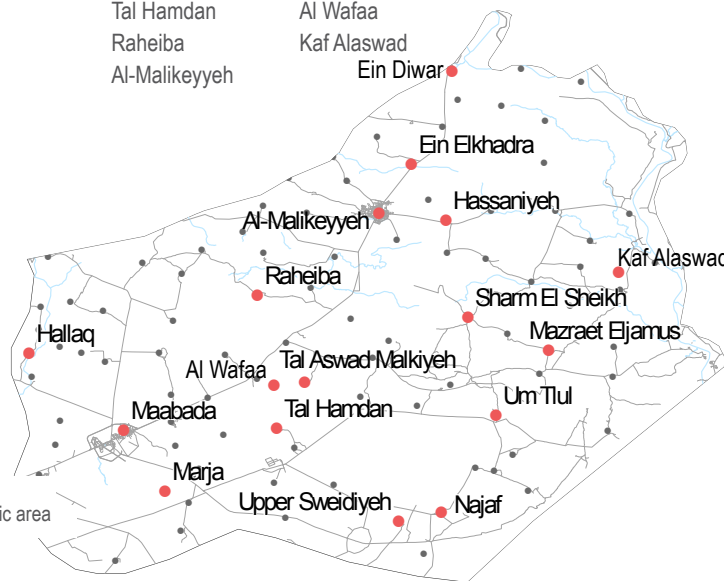 Tal Hamdan Al Wafaa
Raheiba Kaf Alaswad
Al-Malikeyyeh
Ein Diwar
Ein Elkhadra
Hassaniyeh
Al-Malikeyyeh
Kaf Alaswad
Raheiba
Sharm El Sheikh
Mazraet Eljamus
Hallaq
Tal Aswad Malkiyeh
Al Wafaa
Um Tlul
Maabada
Tal Hamdan
Marja
Upper Sweidiyeh
Najaf
ic area